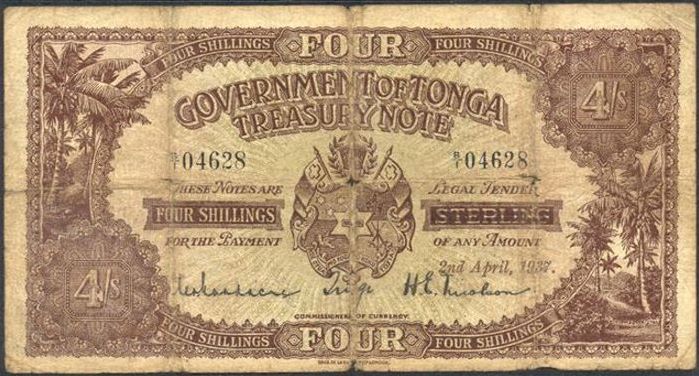 FOUR SHILLINGS FOUR FOUR SHILLINGS
GOVERNMENT OF TONGA
TREASURY NOTE
4/s
B/1 04628 B/1 04628
THESE NOTES ARE LEGAL TENDER
FOUR SHILLINGS STERLING
FOR THE PAYMENT OF ANY AMOUNT
2nd April, 1937.
4/s
COMMISSIONERS OF CURRENCY.
FOUR SHILLINGS FOUR FOUR SHILLINGS